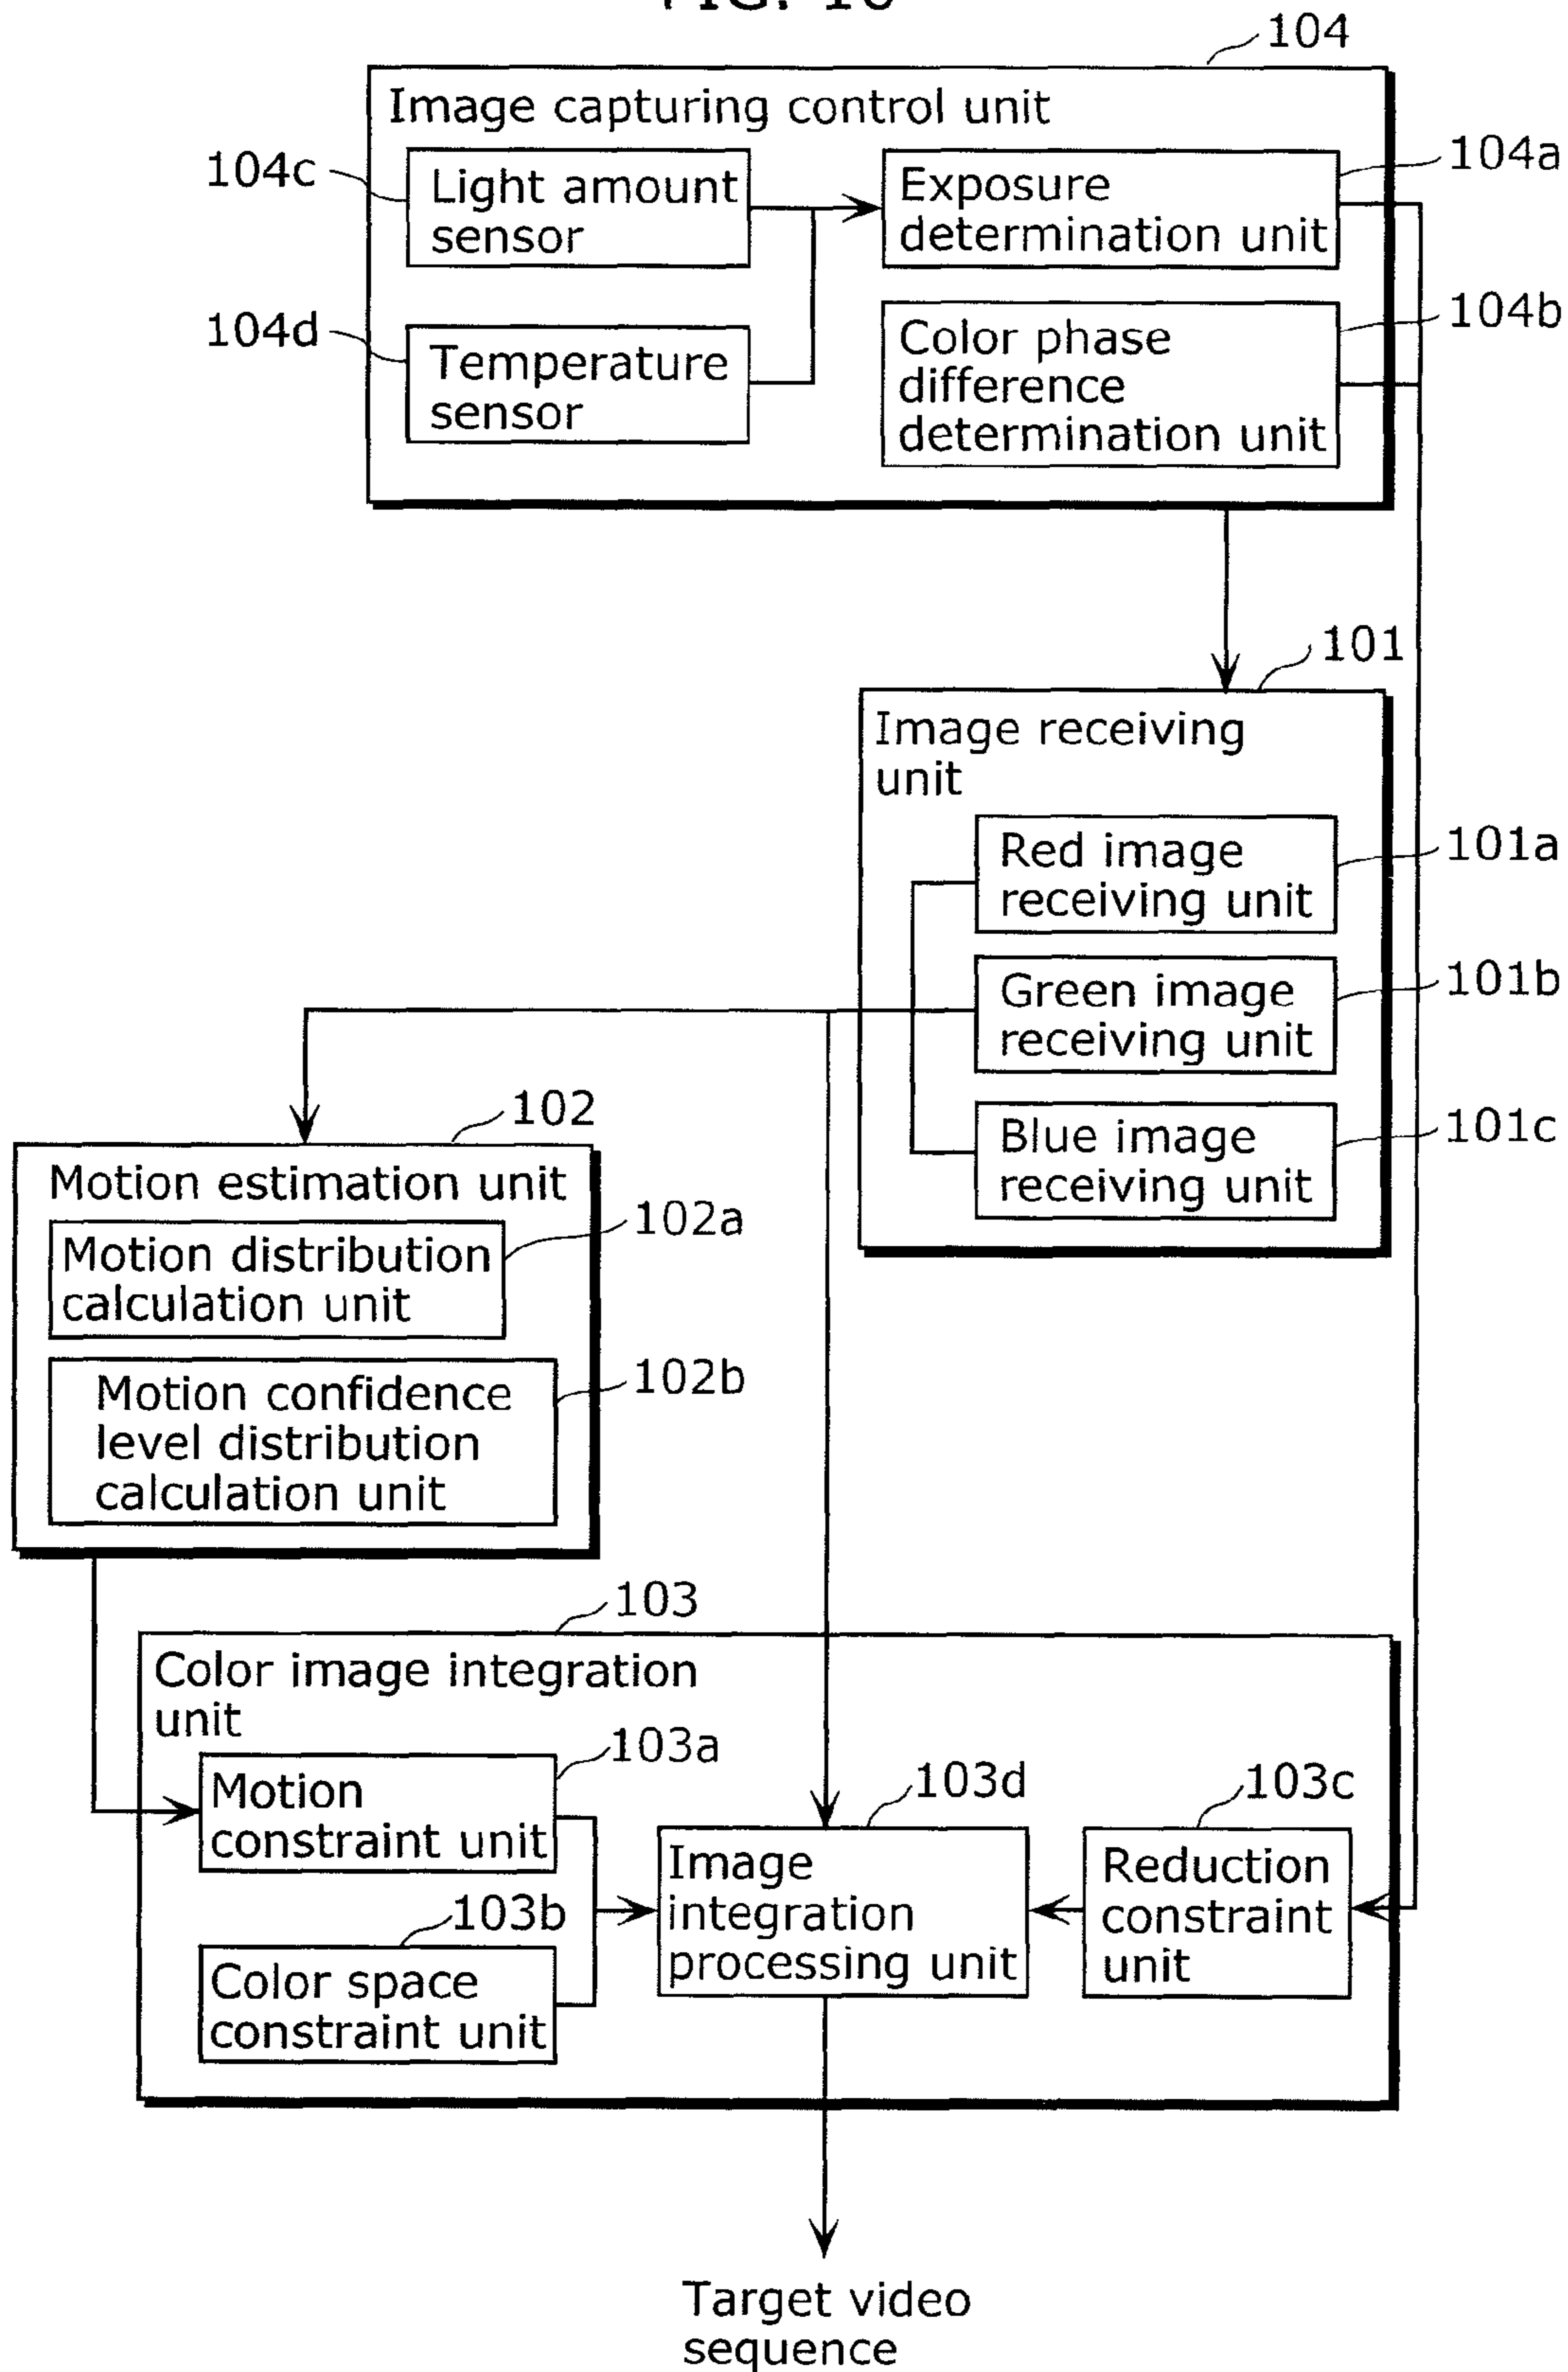 FIG. 16
104
Image capturing control unit
104c
Light amount
sensor
Exposure
determination unit
104a
104d
Temperature
sensor
Color phase
difference
determination unit
104b
101
Image receiving
unit
Red image
receiving unit
101a
Green image
receiving unit
101b
Blue image
receiving unit
101c
102
Motion estimation unit
Motion distribution
calculation unit
102a
Motion confidence
level distribution
calculation unit
102b
103
Color image integration
unit
Motion
constraint unit
103a
103b
Color space
constraint unit
103d
Image
integration
processing unit
103c
Reduction
constraint
unit
Target video
sequence